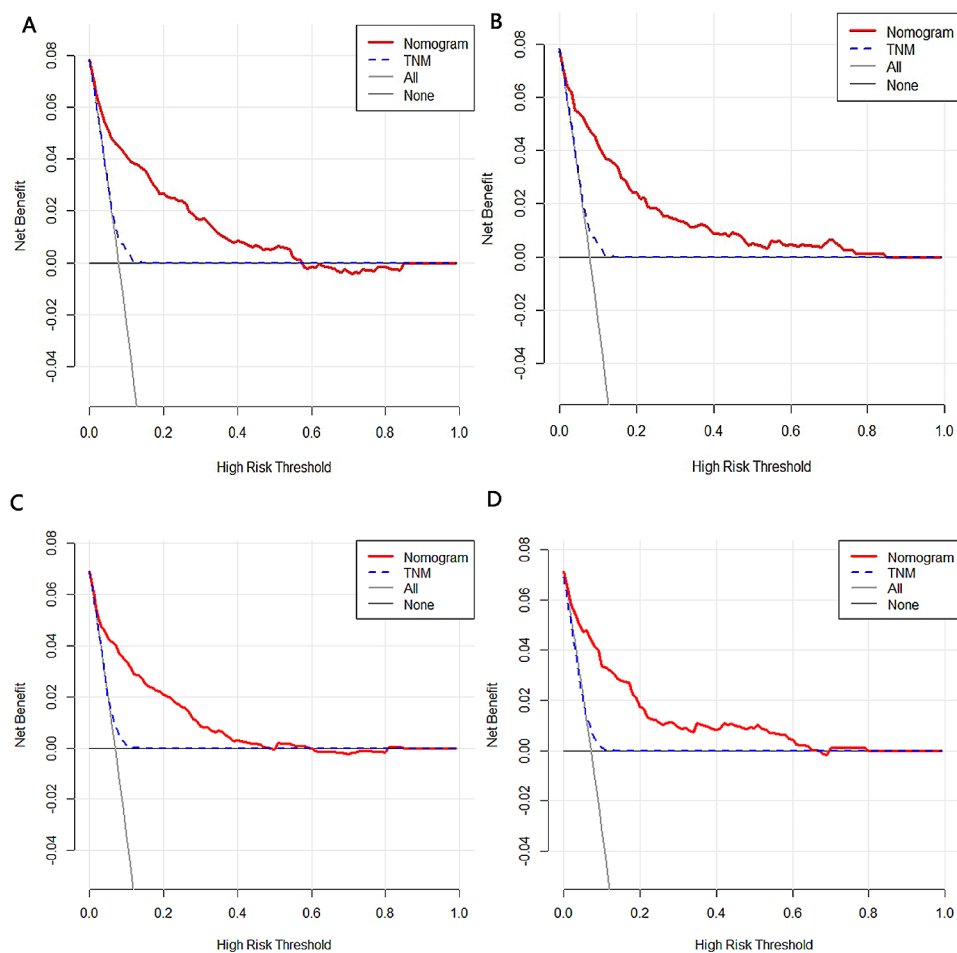 A
Nomogram
TNM
All
None
Net Benefit
0.08
0.06
0.04
0.02
0.00
-0.02
-0.04
0.0 0.2 0.4 0.6 0.8 1.0
High Risk Threshold
B
Nomogram
TNM
All
None
Net Benefit
0.08
0.06
0.04
0.02
0.00
-0.02
-0.04
0.0 0.2 0.4 0.6 0.8 1.0
High Risk Threshold
C
Nomogram
TNM
All
None
Net Benefit
0.08
0.06
0.04
0.02
0.00
-0.02
-0.04
0.0 0.2 0.4 0.6 0.8 1.0
High Risk Threshold
D
Nomogram
TNM
All
None
Net Benefit
0.08
0.06
0.04
0.02
0.00
-0.02
-0.04
0.0 0.2 0.4 0.6 0.8 1.0
High Risk Threshold